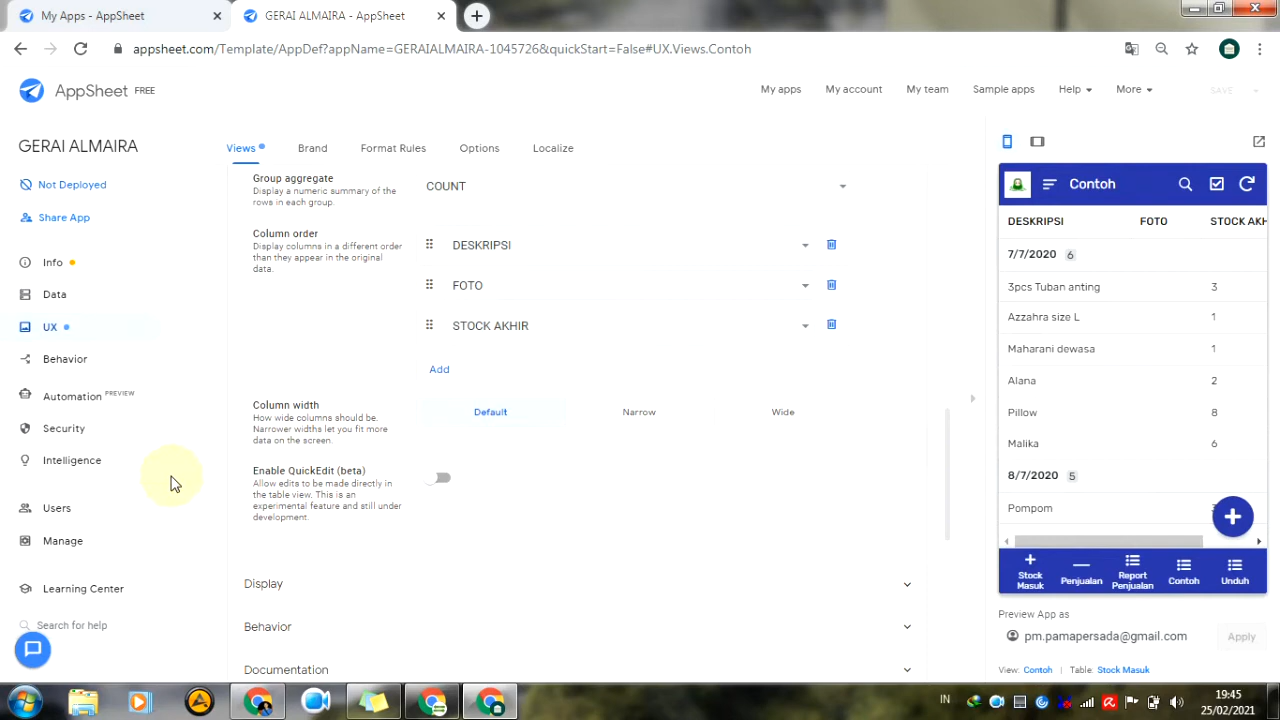 My Apps - AppSheet
GERAI ALMAIRA - AppSheet
appsheet.com/Template/AppDef?appName=GERAIALMAIRA-1045726&quickStart=False#UX.Views.Contoh
AppSheet FREE
My apps
My account
My team
Sample apps
Help
More
SAVE
GERAI ALMAIRA
Not Deployed
Share App
Info
Data
UX
Behavior
Automation PREVIEW
Security
Intelligence
Users
Manage
Learning Center
Search for help
Views
Brand
Format Rules
Options
Localize
Group aggregate
Display a numeric summary of the
rows in each group.
COUNT
Column order
Display columns in a different order
than they appear in the original
data.
DESKRIPSI
FOTO
STOCK AKHIR
Add
Column width
How wide columns should be.
Narrower widths let you fit more
data on the screen.
Default
Narrow
Wide
Enable QuickEdit (beta)
Allow edits to be made directly in
the table view. This is an
experimental feature and still under
development.
Display
Behavior
Documentation
Contoh
DESKRIPSI FOTO STOCK AKH
7/7/2020 6
3pcs Tuban anting 3
Azzahra size L 1
Maharani dewasa 1
Alana 2
Pillow 8
Malika 6
8/7/2020 5
Pompom
Stock Masuk
Penjualan
Report Penjualan
Contoh
Unduh
Preview App as
pm.pamapersada@gmail.com
Apply
View: Contoh Table: Stock Masuk
IN
19:45
25/02/2021